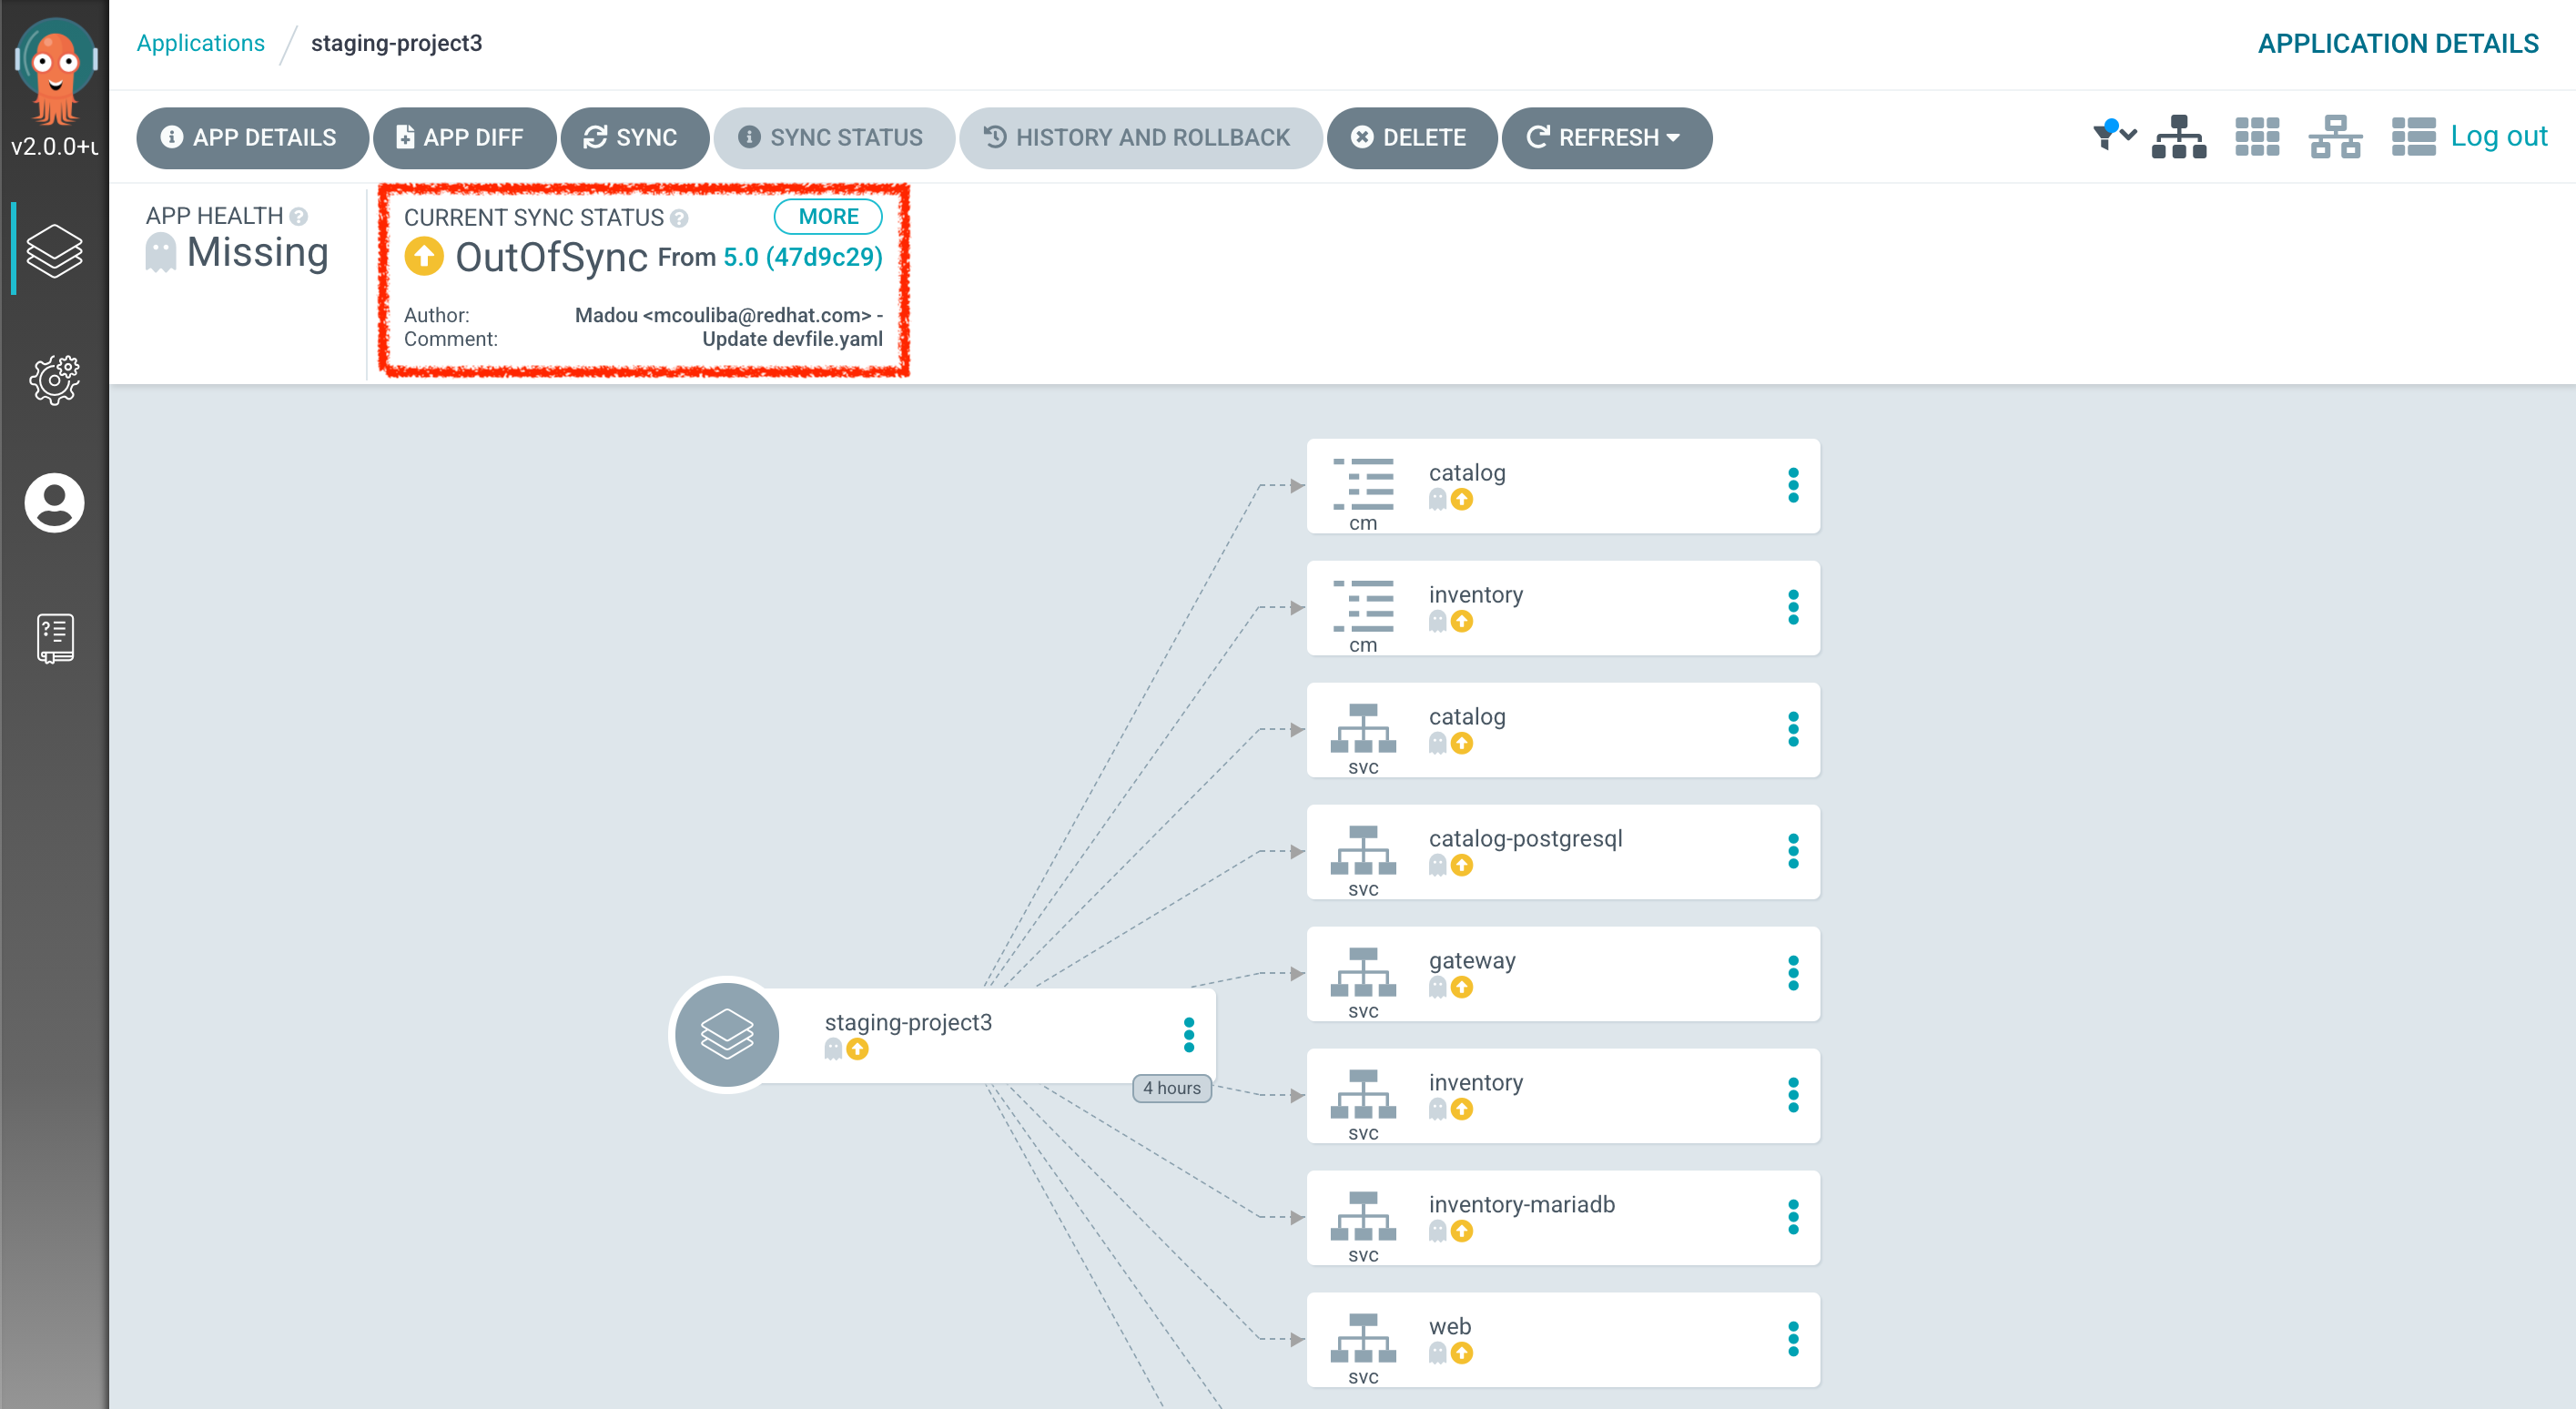 Applications / staging-project3
APPLICATION DETAILS
v2.0.0+
APP DETAILS
APP DIFF
SYNC
SYNC STATUS
HISTORY AND ROLLBACK
DELETE
REFRESH
Log out
APP HEALTH
Missing
CURRENT SYNC STATUS
MORE
OutOfSync From 5.0 (47d9c29)
Author: Madou <mcouliba@redhat.com> -
Comment: Update devfile.yaml
catalog
cm
inventory
cm
catalog
svc
catalog-postgresql
svc
gateway
svc
staging-project3
4 hours
inventory
svc
inventory-mariadb
svc
web
svc